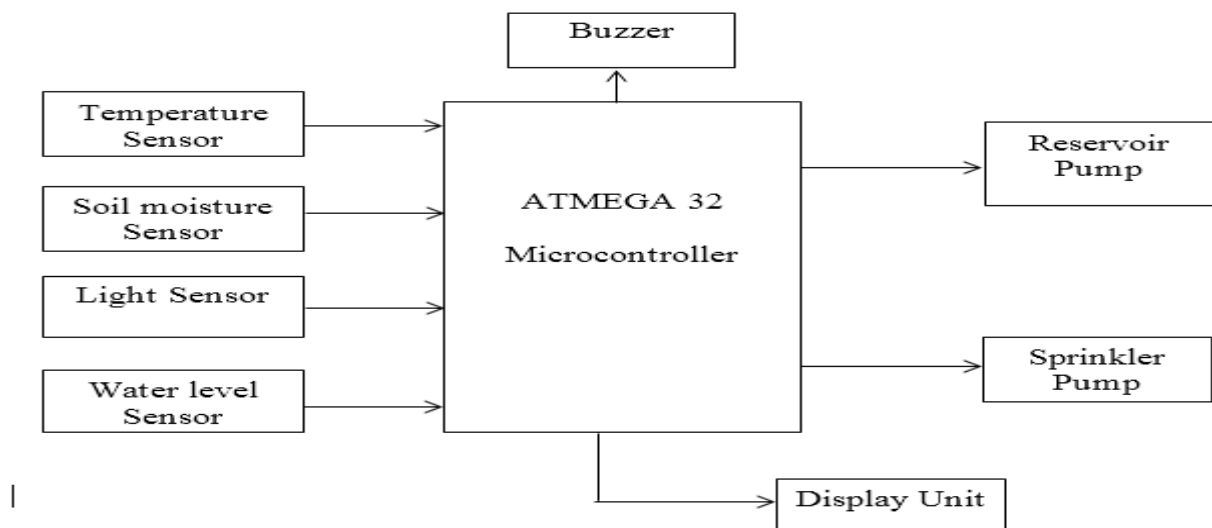 Buzzer
Temperature
Sensor
Soil moisture
Sensor
Light Sensor
Water level
Sensor
ATMEGA 32
Microcontroller
Reservoir
Pump
Sprinkler
Pump
Display Unit